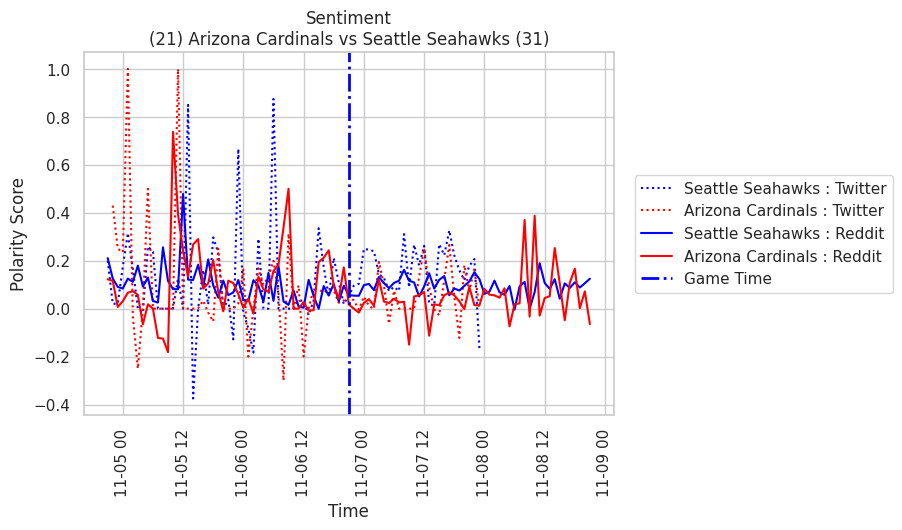 Sentiment
(21) Arizona Cardinals vs Seattle Seahawks (31)
1.0
0.8
0.6
0.4
0.2
0.0
−0.2
−0.4
Polarity Score
11-05 00
11-05 12
11-06 00
11-06 12
11-07 00
11-07 12
11-08 00
11-08 12
11-09 00
Time
Seattle Seahawks : Twitter
Arizona Cardinals : Twitter
Seattle Seahawks : Reddit
Arizona Cardinals : Reddit
Game Time